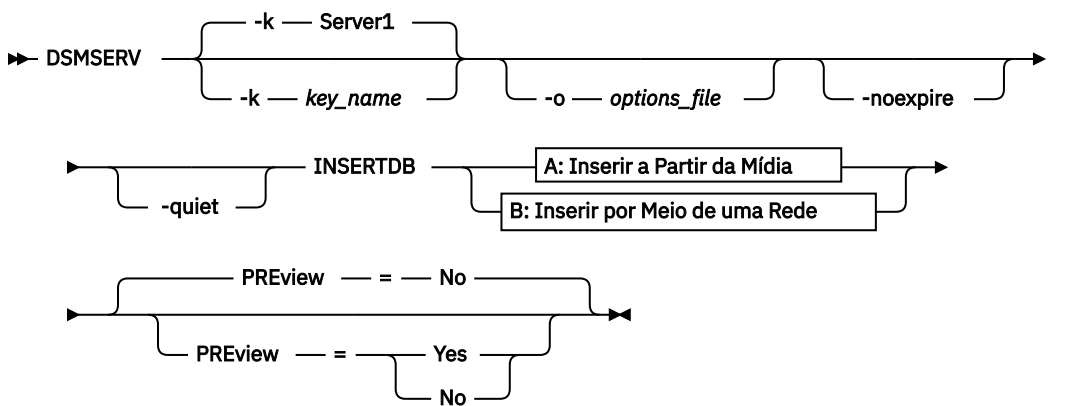 -k Server1
DSMSERV
-k key_name
-o options_file
-noexpire
-quiet
INSERTDB
A: Inserir a Partir da Mídia
B: Inserir por Meio de uma Rede
PREview = No
PREview = Yes
No